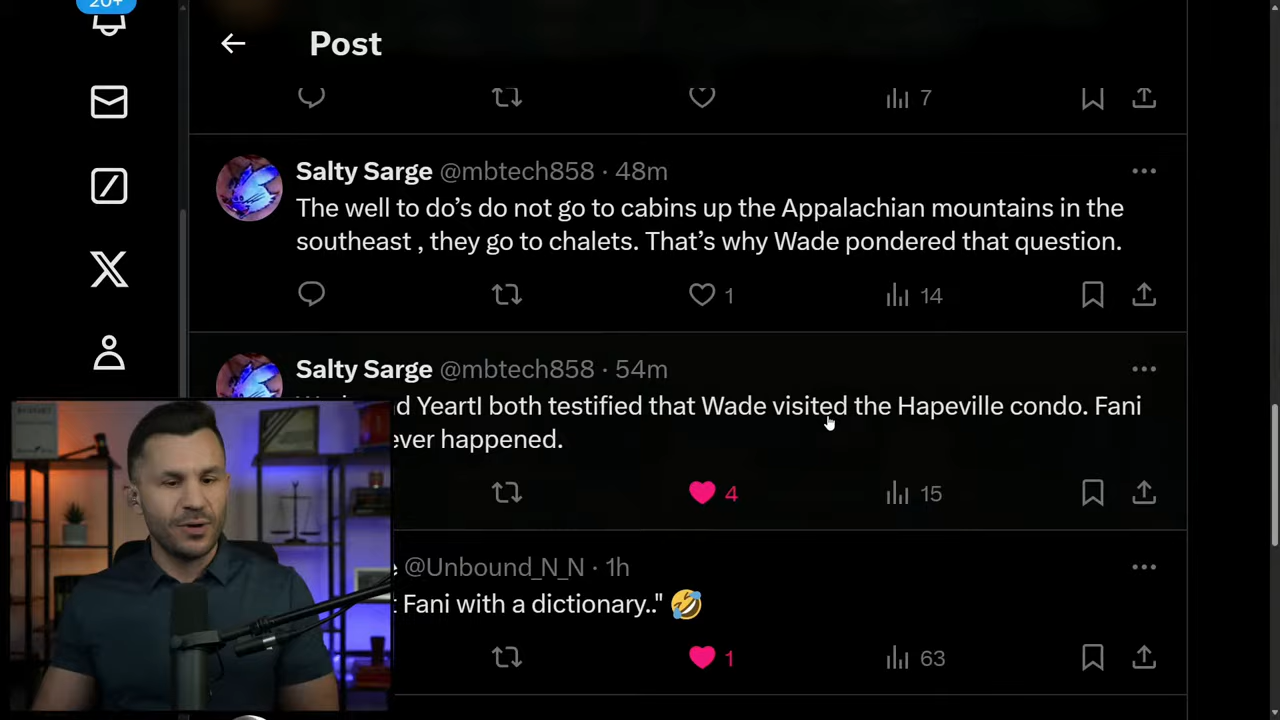 20+
Post
7
Salty Sarge @mbtech858 · 48m
The well to do’s do not go to cabins up the Appalachian mountains in the
southeast , they go to chalets. That’s why Wade pondered that question.
1 14
Salty Sarge @mbtech858 · 54m
d YeartI both testified that Wade visited the Hapeville condo. Fani
ever happened.
4 15
@Unbound_N_N · 1h
Fani with a dictionary.." 🤣
1 63